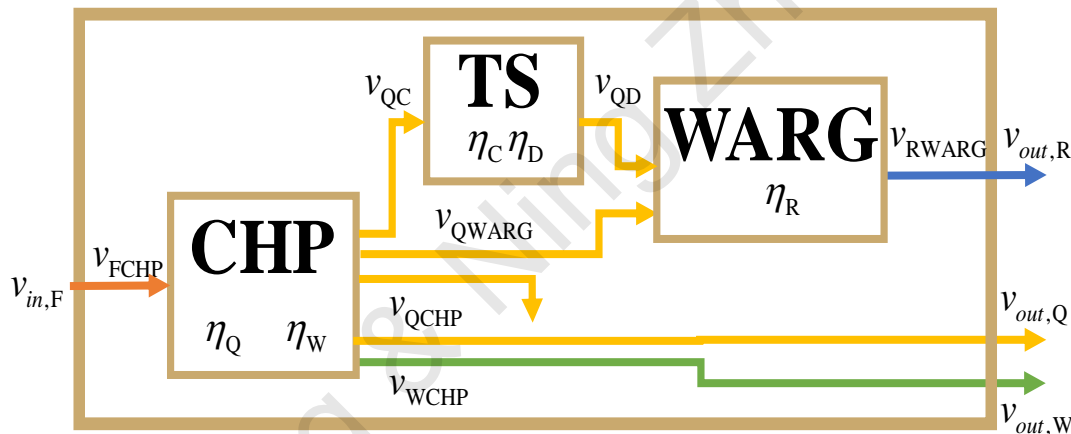 TS
η_C η_D
v_QC
v_QD
WARG
η_R
v_RWARG
v_out,R
v_QWARG
CHP
η_Q η_W
v_FCHP
v_in,F
v_QCHP
v_out,Q
v_WCHP
v_out,W
& Ning